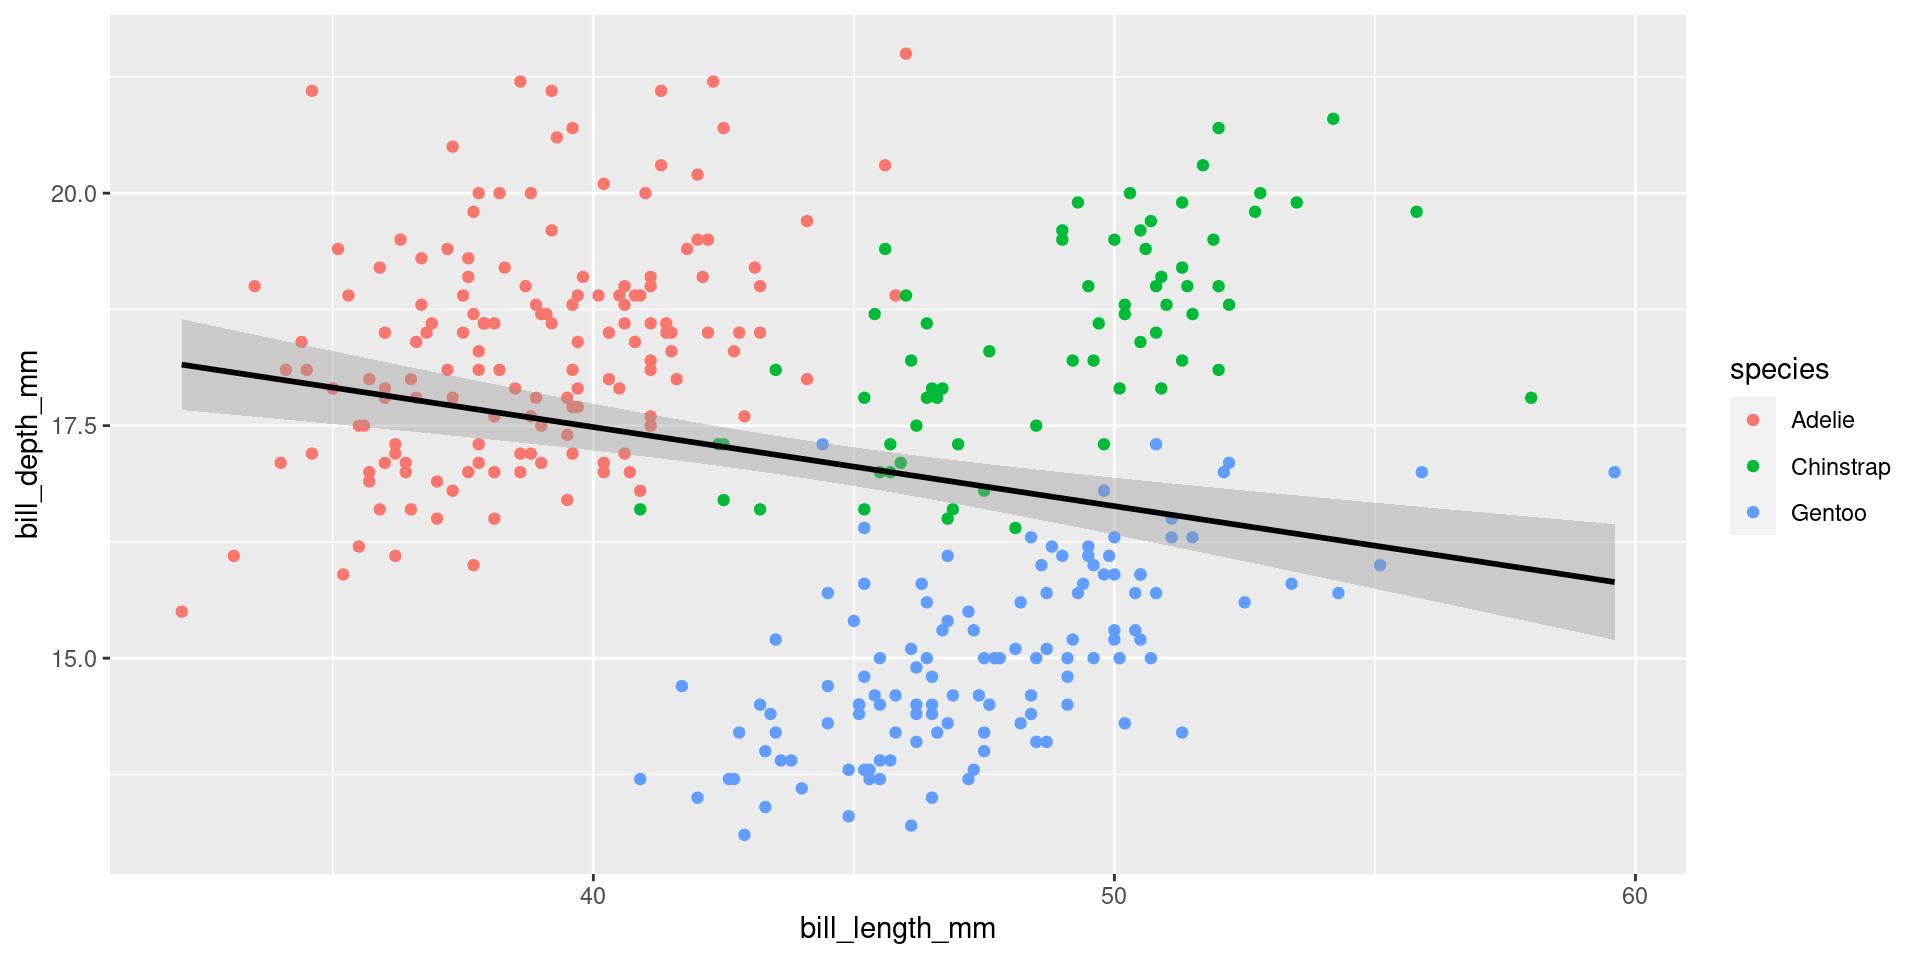 20.0
17.5
15.0
bill_depth_mm
40
50
60
bill_length_mm
species
Adelie
Chinstrap
Gentoo